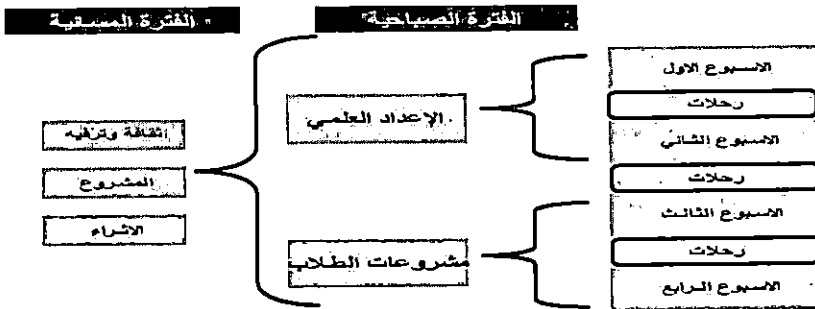 الفترة الصباحية
الفترة المسائية
الاسبوع الاول
رحلات
الاسبوع الثاني
رحلات
الاسبوع الثالث
رحلات
الاسبوع الرابع
الإعداد العلمي
مشروعات الطلاب
ثقافة وترفيه
المشروع
الاثراء